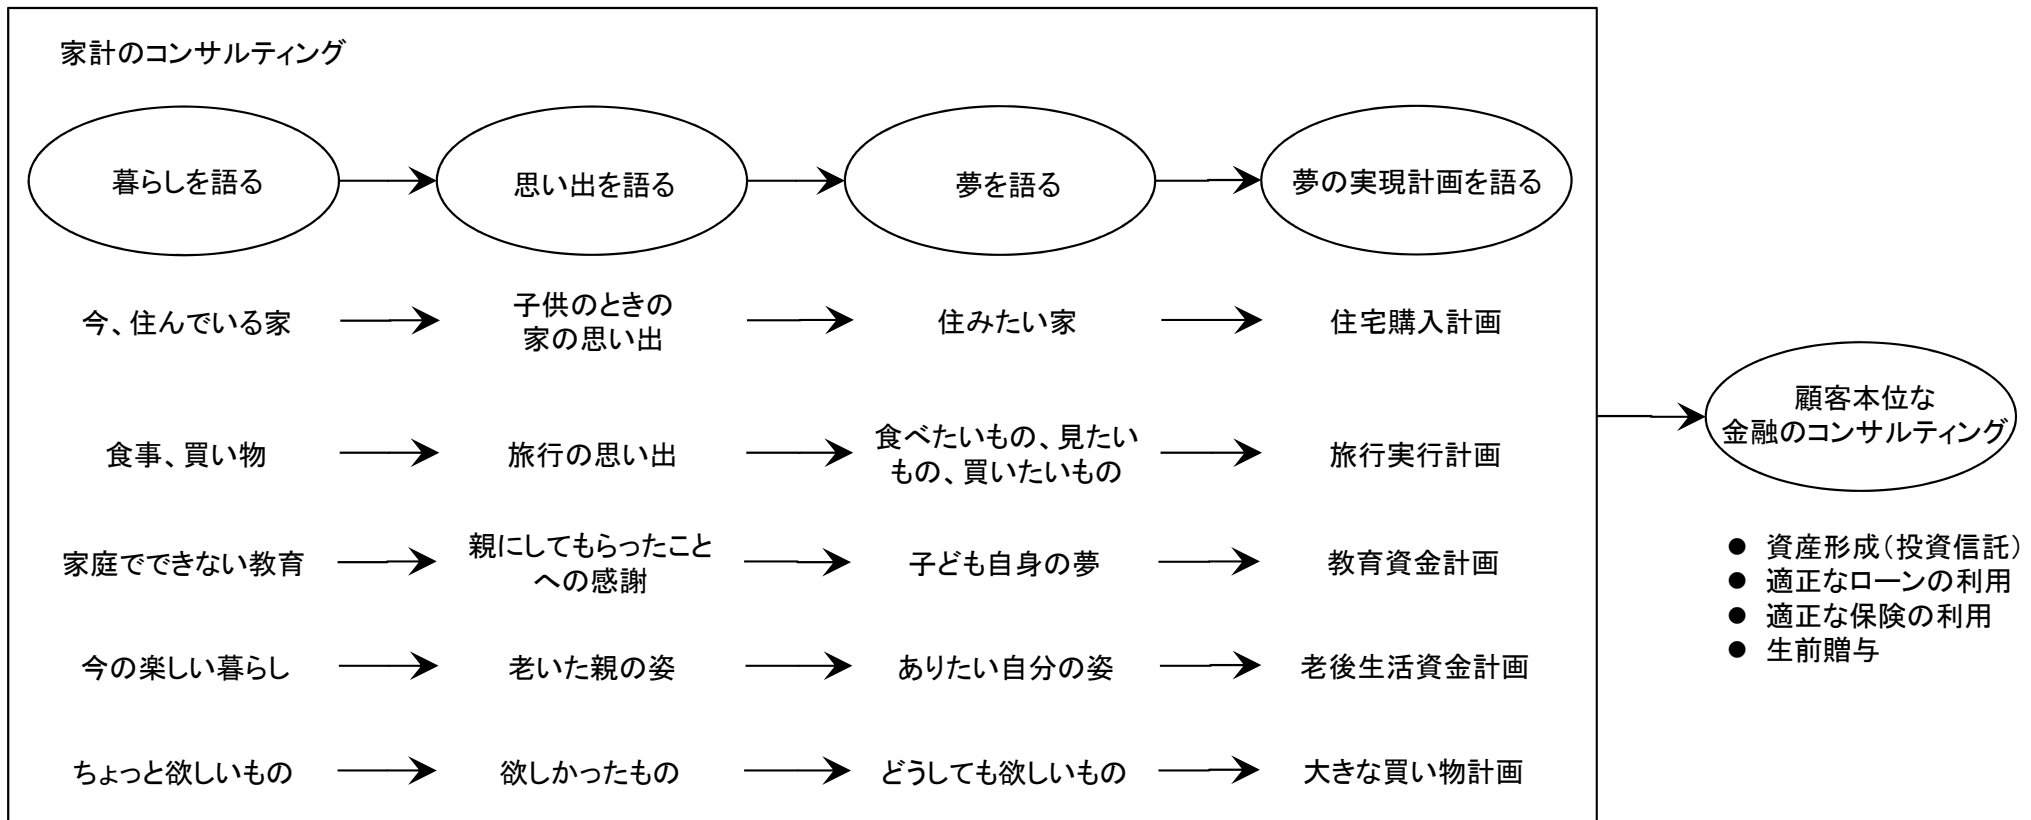 家計のコンサルティング
暮らしを語る
思い出を語る
夢を語る
夢の実現計画を語る
今、住んでいる家
子供のときの
家の思い出
住みたい家
住宅購入計画
食事、買い物
旅行の思い出
食べたいもの、見たい
もの、買いたいもの
旅行実行計画
家庭でできない教育
親にしてもらったこと
への感謝
子ども自身の夢
教育資金計画
今の楽しい暮らし
老いた親の姿
ありたい自分の姿
老後生活資金計画
ちょっと欲しいもの
欲しかったもの
どうしても欲しいもの
大きな買い物計画
顧客本位な
金融のコンサルティング
● 資産形成（投資信託）
● 適正なローンの利用
● 適正な保険の利用
● 生前贈与